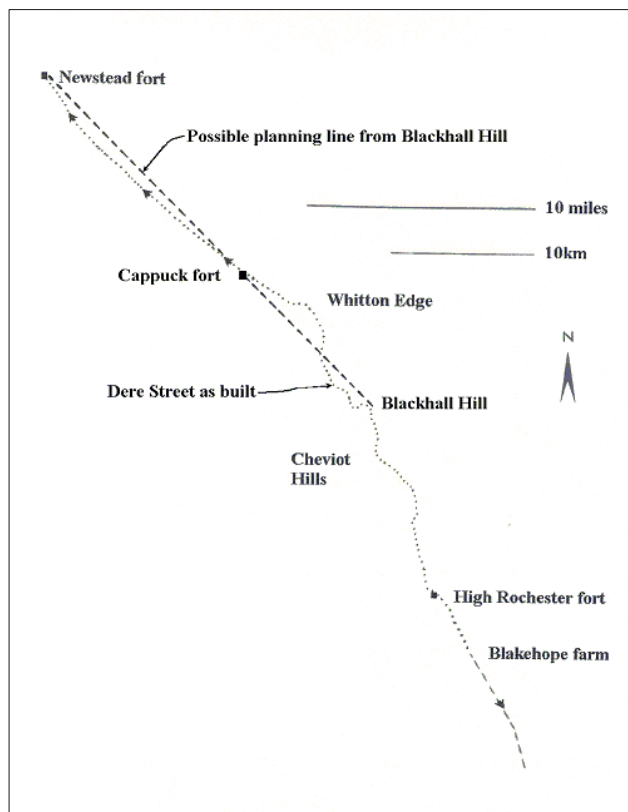 Newstead fort
Possible planning line from Blackhall Hill
10 miles
10km
Cappuck fort
Whitton Edge
N
Dere Street as built
Blackhall Hill
Cheviot
Hills
High Rochester fort
Blakehope farm